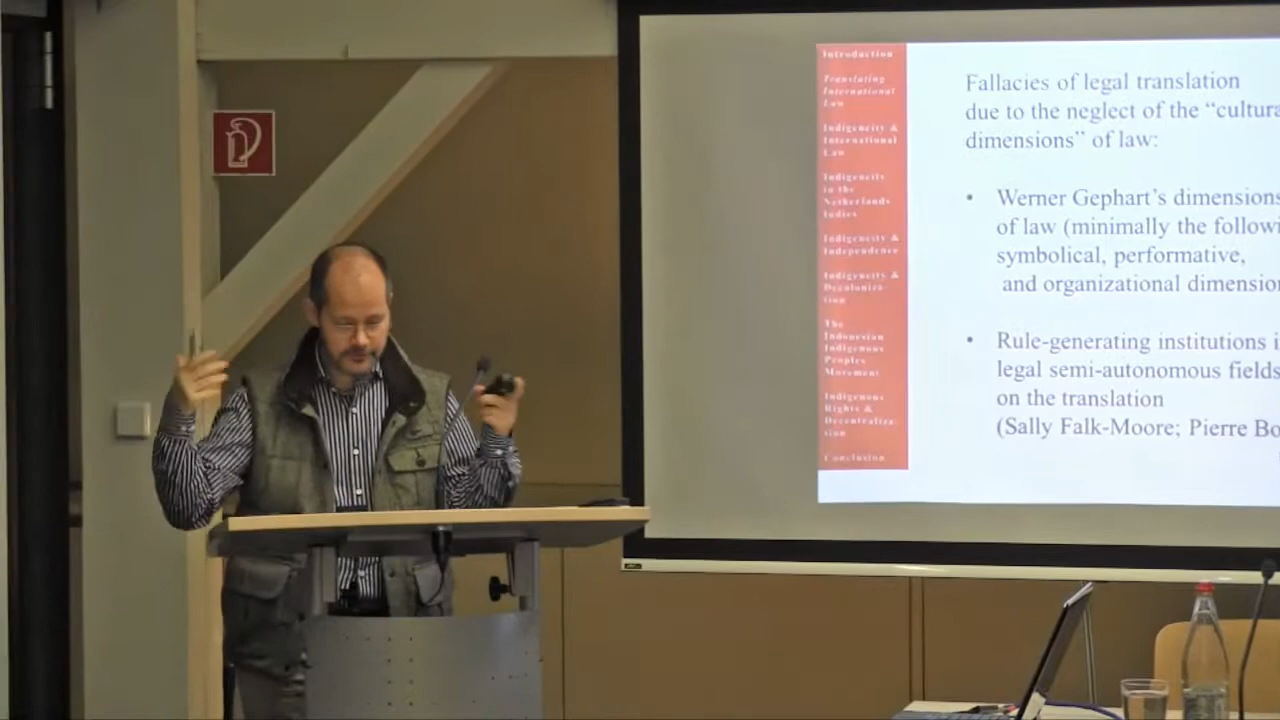 Introduction
Translating
International
Law
Indigeneity &
International
Law
Indigeneity
in the
Netherlands
Indies
Indigeneity &
Independence
Indigeneity &
Decoloniza-
tion
The
Indonesian
Indigenous
Peoples
Movement
Indigenous
Rights &
Decentraliza-
tion
Conclusion
Fallacies of legal translation
due to the neglect of the “cultura
dimensions” of law:
• Werner Gephart’s dimensions
of law (minimally the followi
symbolical, performative,
and organizational dimension
• Rule-generating institutions i
legal semi-autonomous fields
on the translation
(Sally Falk-Moore; Pierre Bo